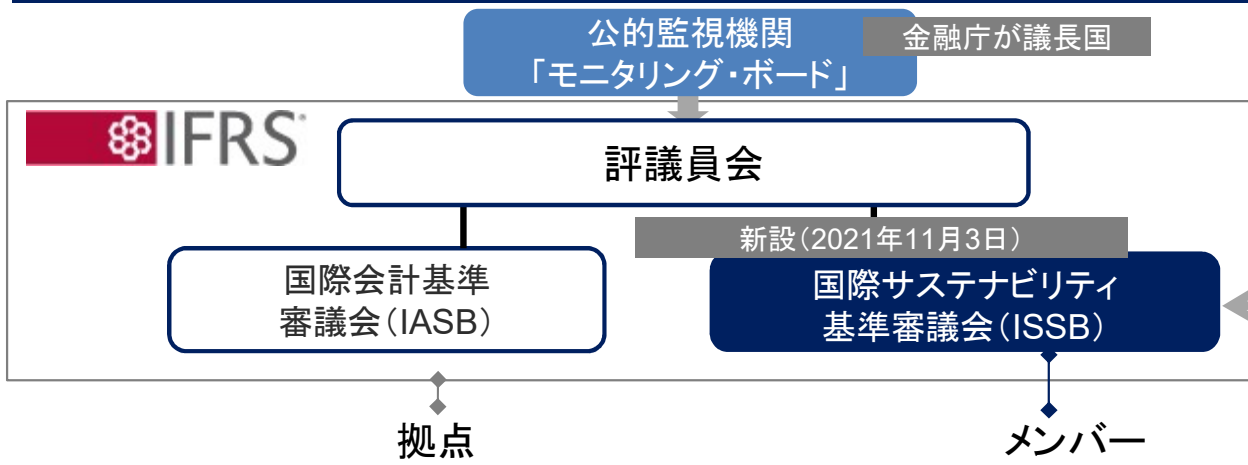 公的監視機関
「モニタリング・ボード」
金融庁が議長国
IFRS
評議員会
新設（2021年11月3日）
国際会計基準
審議会（IASB）
国際サステナビリティ
基準審議会（ISSB）
拠点
メンバー